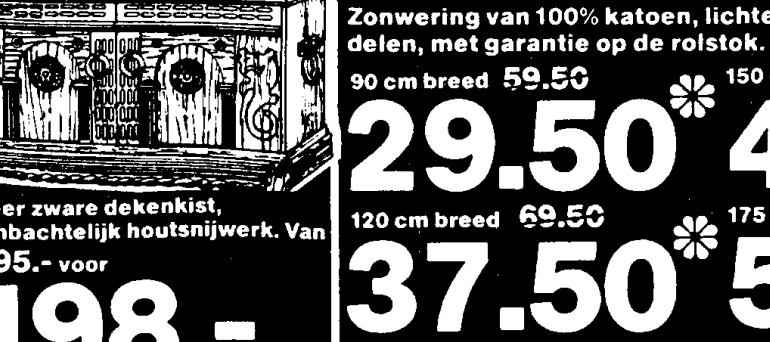 er zware dekenkist,
bachtelijk houtsnijwerk. Van
95.- voor
198.-
Zonwering van 100% katoen, lichte
delen, met garantie op de rolstok.
90 cm breed 59.50 150
29.50* 4
120 cm breed 69.50 175
37.50* 5